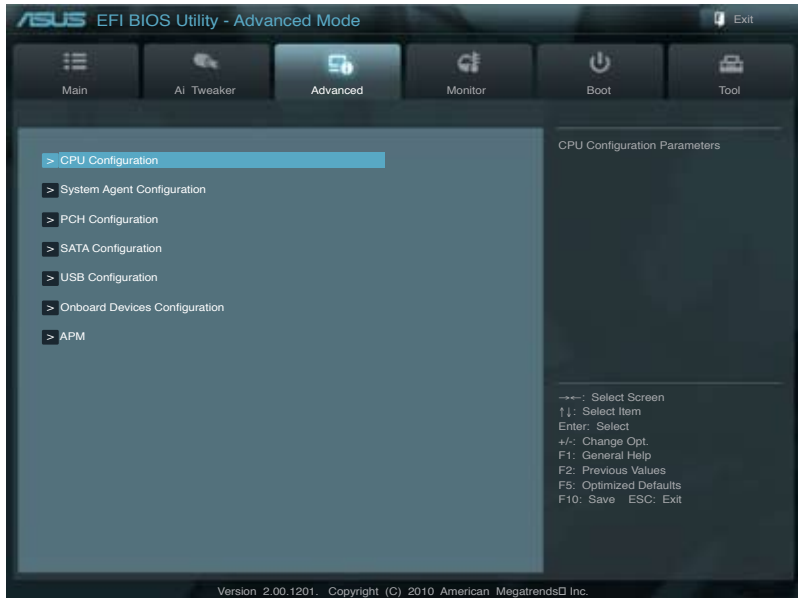 ASUS EFI BIOS Utility - Advanced Mode
Exit
Main
Ai Tweaker
Advanced
Monitor
Boot
Tool
> CPU Configuration
> System Agent Configuration
> PCH Configuration
> SATA Configuration
> USB Configuration
> Onboard Devices Configuration
> APM
CPU Configuration Parameters
→←: Select Screen
↑↓: Select Item
Enter: Select
+/-: Change Opt.
F1: General Help
F2: Previous Values
F5: Optimized Defaults
F10: Save ESC: Exit
Version 2.00.1201. Copyright (C) 2010 American Megatrends□ Inc.